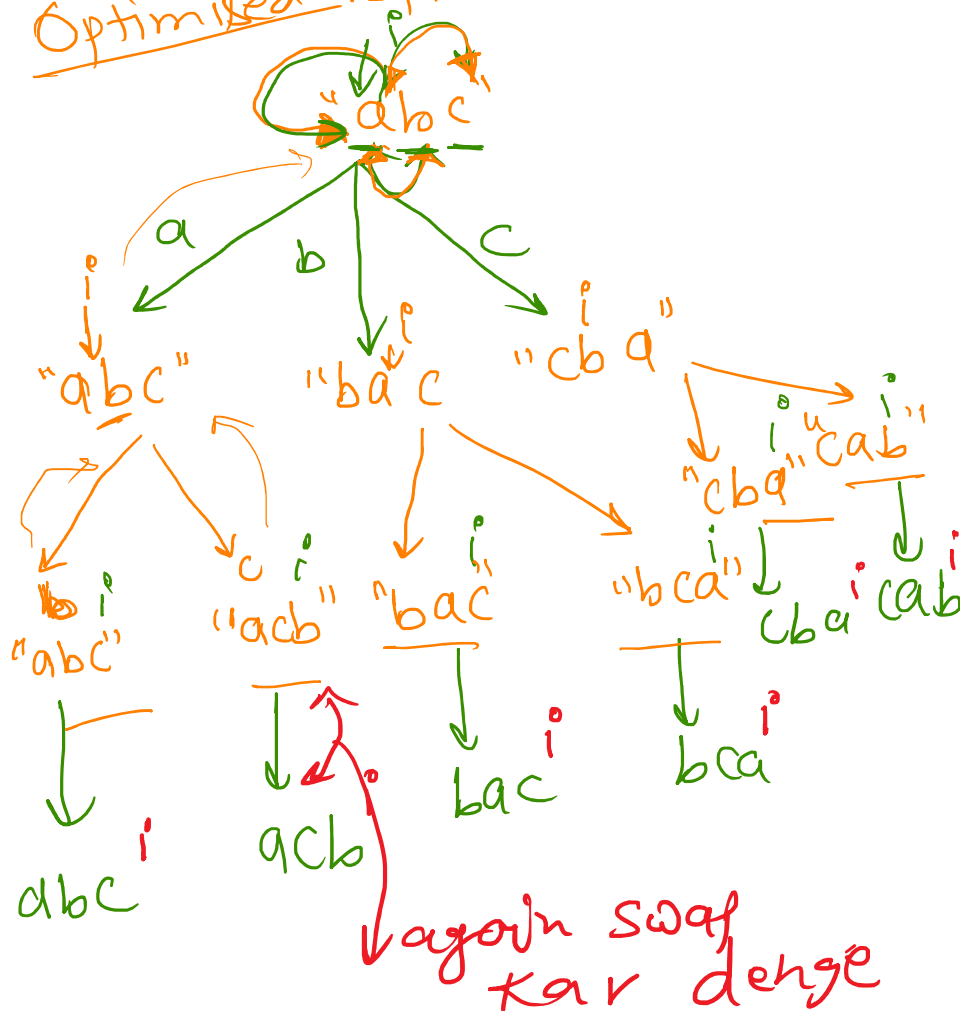 Optimised
i
"abc"
a
b
c
i
"abc"
i
"bac
i
"cba"
i
"cba"
i
"cab"
b i
"abc"
c i
"acb"
i
"bac"
i
"bca"
cba i
cab i
abc i
acb i
bac i
bca i
again swap
kar denge